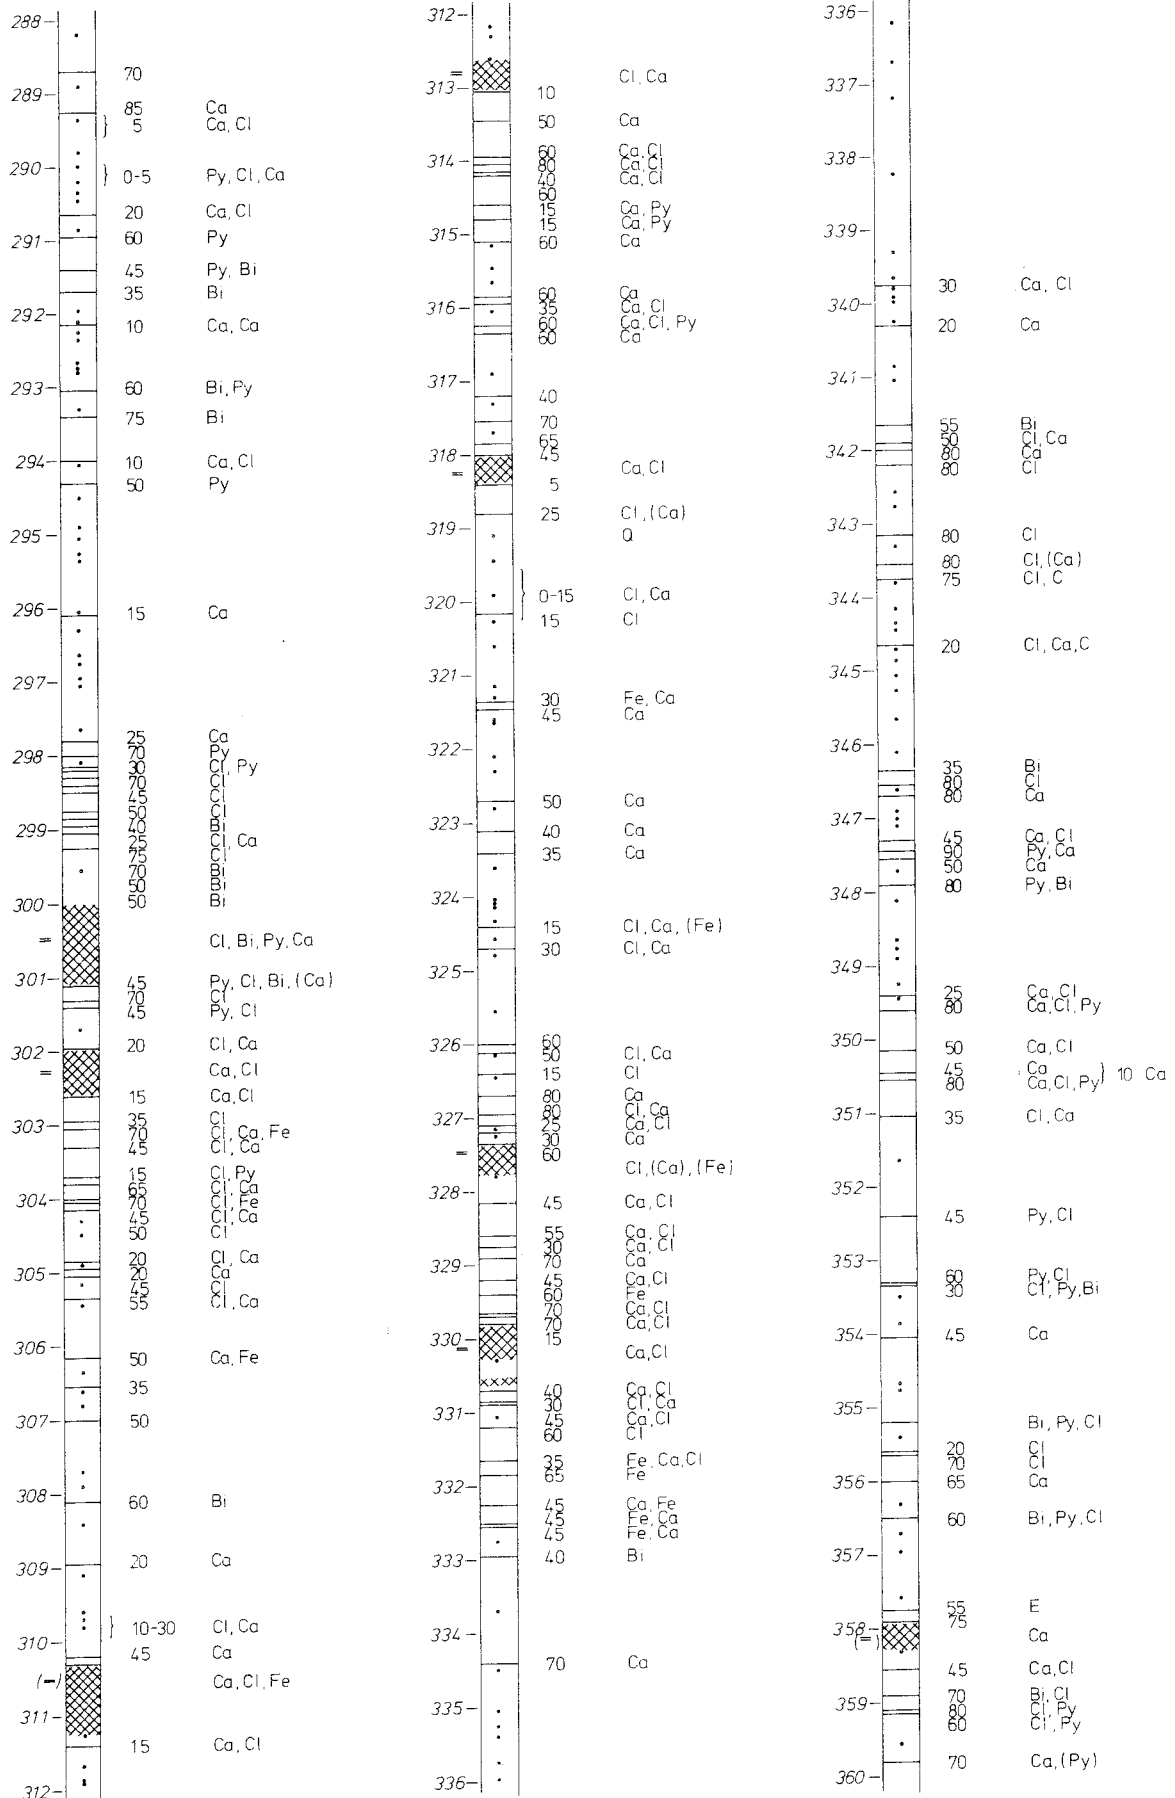 288
70
289
85 Ca
} 5 Ca, Cl
290
} 0-5 Py, Cl, Ca
20 Ca, Cl
291
60 Py
45 Py, Bi
35 Bi
292
10 Ca, Ca
293
60 Bi, Py
75 Bi
294
10 Ca, Cl
50 Py
295
296
15 Ca
297
25 Ca
298
70 Py
30 Cl, Py
70 Cl
45 Cl
50 Cl
299
40 Bi
25 Cl, Ca
75 Cl
70 Bi
50 Bi
300
50 Bi
= Cl, Bi, Py, Ca
301
45 Py, Cl, Bi, (Ca)
70 Cl
45 Py, Cl
302
20 Cl, Ca
= Ca, Cl
15 Ca, Cl
303
35 Cl
70 Cl, Ca, Fe
45 Cl, Ca
15 Cl, Py
65 Cl, Ca
304
70 Cl, Fe
45 Cl, Ca
50 Cl
20 Cl, Ca
305
20 Ca
45 Cl
55 Cl, Ca
306
50 Ca, Fe
35
307
50
308
60 Bi
309
20 Ca
} 10-30 Cl, Ca
310
45 Ca
(=) Ca, Cl, Fe
311
15 Ca, Cl
312
312
= Cl, Ca
313
10
50 Ca
60 Ca, Cl
314
80 Ca, Cl
40 Ca, Cl
60
15 Ca, Py
15 Ca, Py
315
60 Ca
60 Ca
316
35 Ca, Cl
60 Ca, Cl, Py
60 Ca
317
40
70
65
318
45
= Ca, Cl
5
25 Cl, (Ca)
319
Q
} 0-15 Cl, Ca
320
15 Cl
321
30 Fe, Ca
45 Ca
322
50 Ca
323
40 Ca
35 Ca
324
15 Cl, Ca, (Fe)
30 Cl, Ca
325
326
60
50 Cl, Ca
15 Cl
80 Ca
80 Cl, Ca
327
25 Ca, Cl
30 Ca
= 60
Cl, (Ca), (Fe)
328
45 Ca, Cl
55 Ca, Cl
30 Ca, Cl
329
70 Ca
45 Ca, Cl
60 Fe
70 Ca, Cl
70 Ca, Cl
330
15
= Ca, Cl
40 Ca, Cl
30 Cl, Ca
331
45 Ca, Cl
60 Cl
35 Fe, Ca, Cl
65 Fe
332
45 Ca, Fe
45 Fe, Ca
45 Fe, Ca
333
40 Bi
334
70 Ca
335
336
336
337
338
339
30 Ca, Cl
340
20 Ca
341
55 Bi
50 Cl, Ca
342
80 Ca
80 Cl
343
80 Cl
80 Cl, (Ca)
75 Cl, C
344
20 Cl, Ca, C
345
346
35 Bi
80 Cl
80 Ca
347
45 Ca, Cl
90 Py, Ca
50 Ca
80 Py, Bi
348
349
25 Ca, Cl
80 Ca, Cl, Py
350
50 Ca, Cl
45 Ca
80 Ca, Cl, Py } 10 Ca
351
35 Cl, Ca
352
45 Py, Cl
353
60 Py, Cl
30 Cl, Py, Bi
354
45 Ca
355
Bi, Py, Cl
20 Cl
70 Cl
356
65 Ca
60 Bi, Py, Cl
357
55 E
75
358
(=) Ca
45 Ca, Cl
70 Bi, Cl
359
80 Cl, Py
60 Cl, Py
70 Ca, (Py)
360